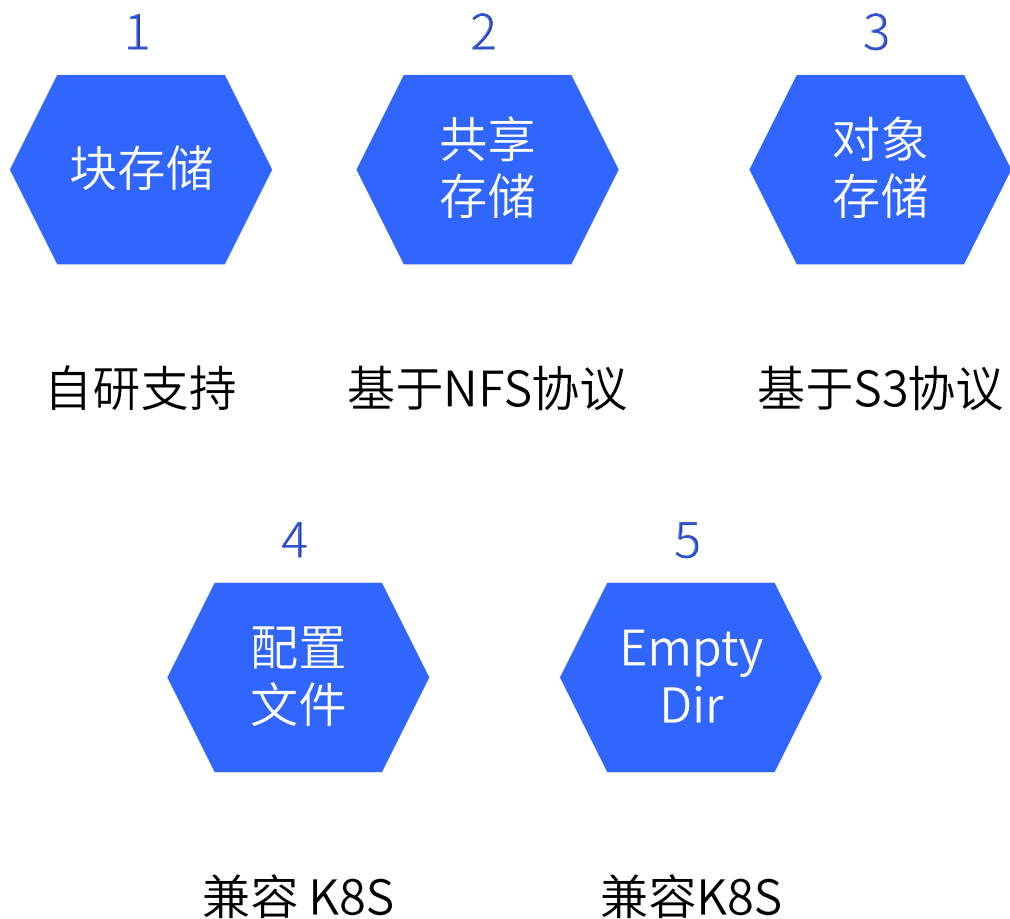 1
块存储
自研支持
2
共享
存储
基于NFS协议
3
对象
存储
基于S3协议
4
配置
文件
兼容 K8S
5
Empty
Dir
兼容K8S